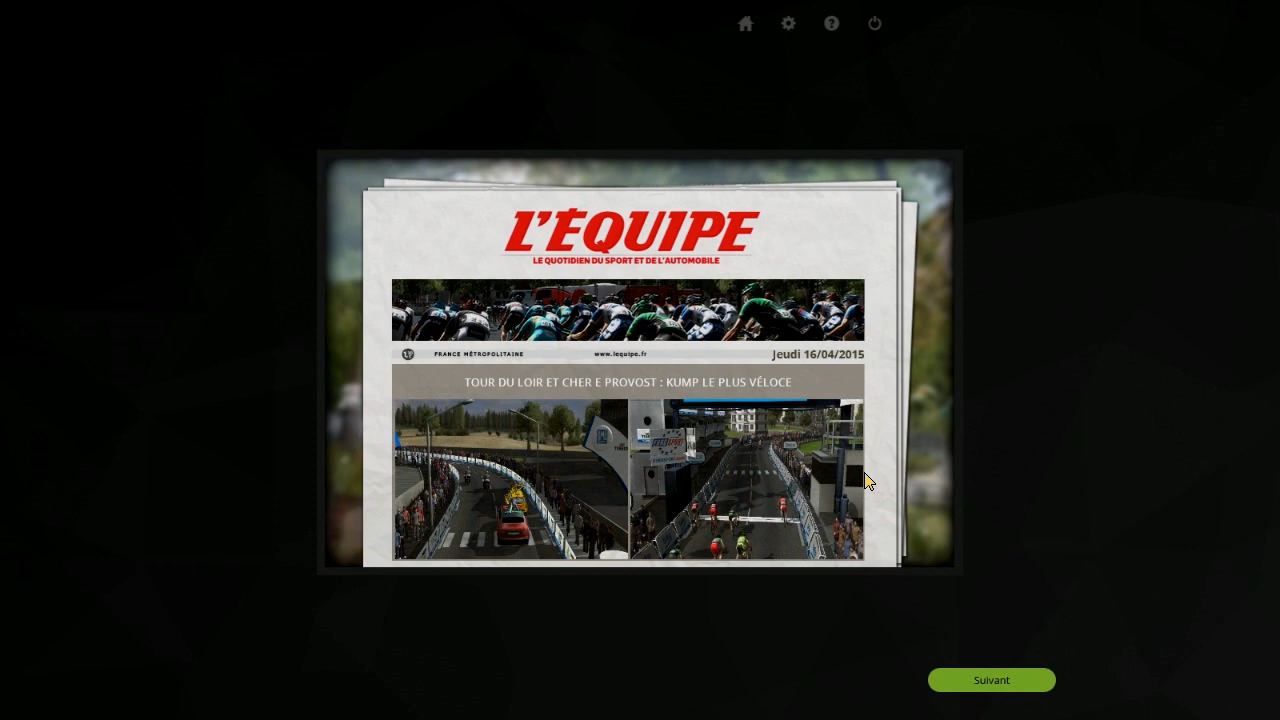 L'ÉQUIPE
LE QUOTIDIEN DU SPORT ET DE L'AUTOMOBILE
FRANCE MÉTROPOLITAINE www.lequipe.fr Jeudi 16/04/2015
TOUR DU LOIR ET CHER E PROVOST : KUMP LE PLUS VÉLOCE
Suivant